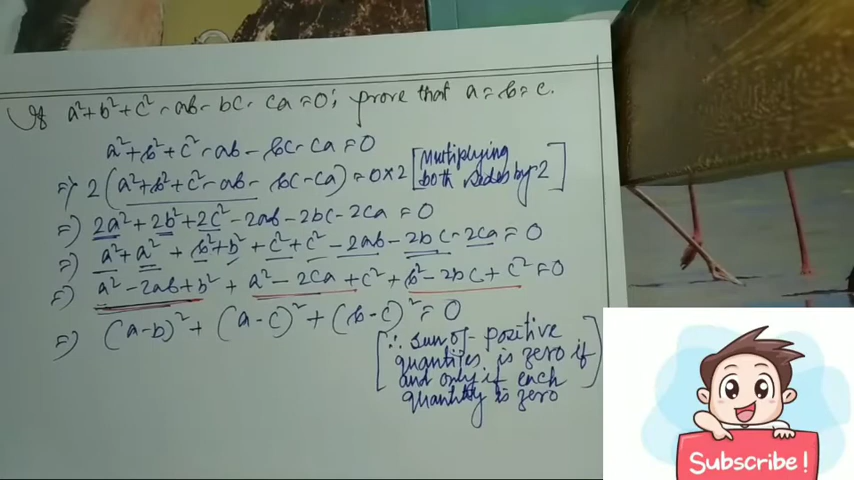 If a²+b²+c²-ab-bc-ca=0; prove that a=b=c.
a²+b²+c²-ab-bc-ca=0
=> 2(a²+b²+c²-ab-bc-ca)=0×2 [Multiplying both sides by 2]
=> 2a²+2b²+2c²-2ab-2bc-2ca=0
=> a²+a²+b²+b²+c²+c²-2ab-2bc-2ca=0
=> a²-2ab+b²+a²-2ca+c²+b²-2bc+c²=0
=> (a-b)²+(a-c)²+(b-c)²=0
[∵ sum of positive
quantities is zero if
and only if each
quantity is zero]
Subscribe!